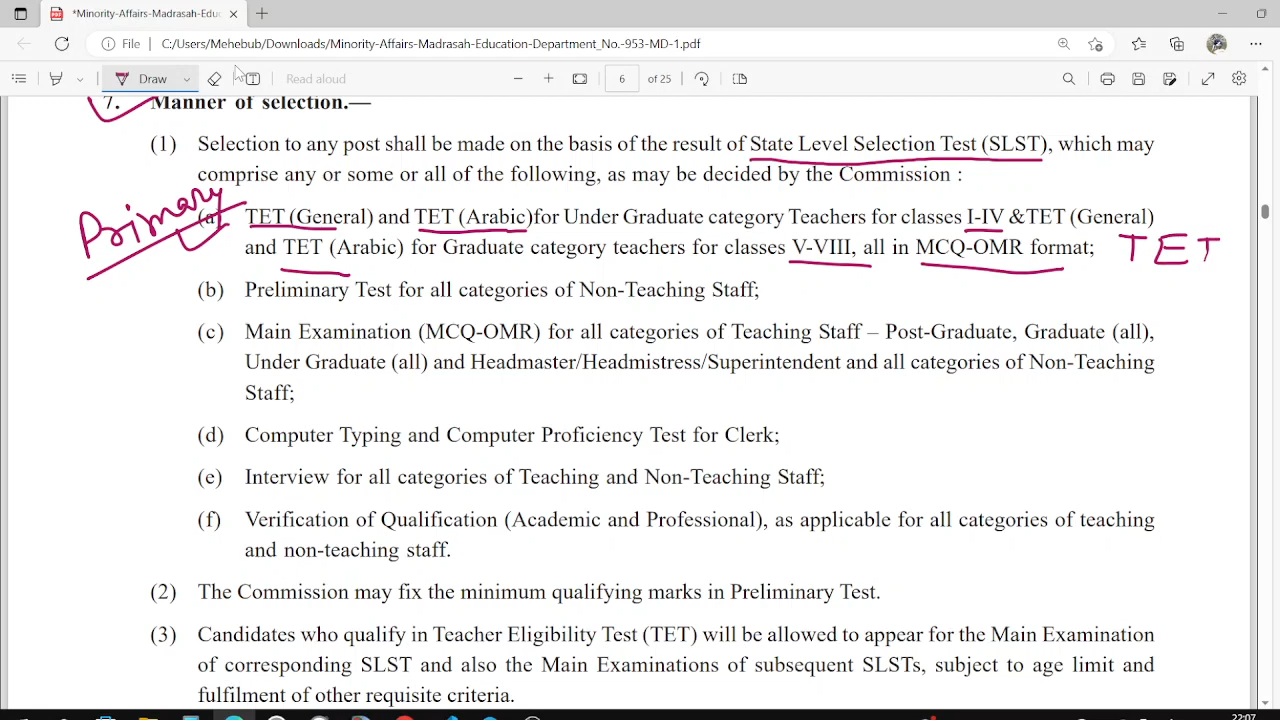 *Minority-Affairs-Madrasah-Educ
File C:/Users/Mehebub/Downloads/Minority-Affairs-Madrasah-Education-Department_No.-953-MD-1.pdf
Draw Read aloud 6 of 25
7. Manner of selection.—
(1) Selection to any post shall be made on the basis of the result of State Level Selection Test (SLST), which may
comprise any or some or all of the following, as may be decided by the Commission :
Primary
(a) TET (General) and TET (Arabic)for Under Graduate category Teachers for classes I-IV &TET (General)
and TET (Arabic) for Graduate category teachers for classes V-VIII, all in MCQ-OMR format; TET
(b) Preliminary Test for all categories of Non-Teaching Staff;
(c) Main Examination (MCQ-OMR) for all categories of Teaching Staff – Post-Graduate, Graduate (all),
Under Graduate (all) and Headmaster/Headmistress/Superintendent and all categories of Non-Teaching
Staff;
(d) Computer Typing and Computer Proficiency Test for Clerk;
(e) Interview for all categories of Teaching and Non-Teaching Staff;
(f) Verification of Qualification (Academic and Professional), as applicable for all categories of teaching
and non-teaching staff.
(2) The Commission may fix the minimum qualifying marks in Preliminary Test.
(3) Candidates who qualify in Teacher Eligibility Test (TET) will be allowed to appear for the Main Examination
of corresponding SLST and also the Main Examinations of subsequent SLSTs, subject to age limit and
fulfilment of other requisite criteria.
22:07